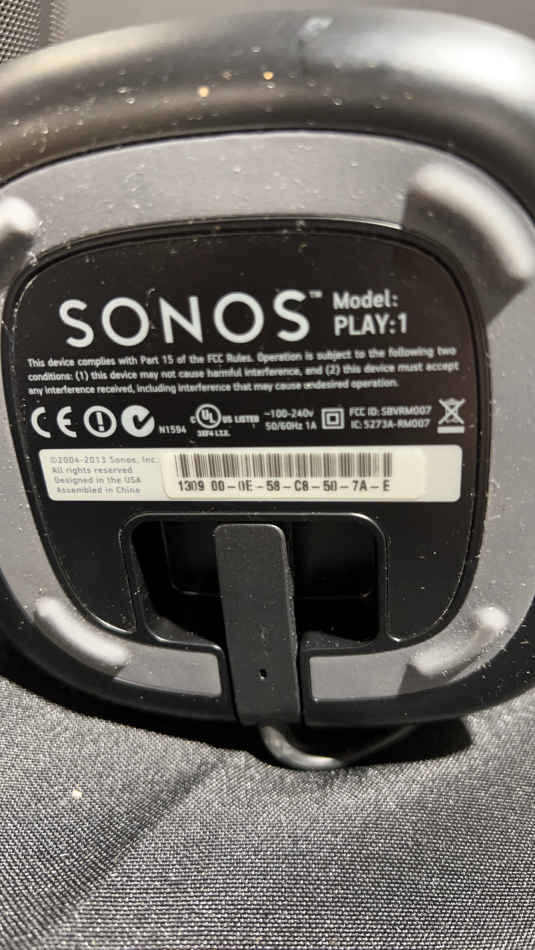 SONOS™
Model:
PLAY:1
This device complies with Part 15 of the FCC Rules. Operation is subject to the following two
conditions: (1) this device may not cause harmful interference, and (2) this device must accept
any interference received, including interference that may cause undesired operation.
CE
N1594
C UL US LISTED
~100-240v
50/60Hz 1A
FCC ID: SBVRM007
IC: 5273A-RM007
©2004-2013 Sonos, Inc.
All rights reserved
Designed in the USA
Assembled in China
1309 00-0E-58-C8-50-7A-E